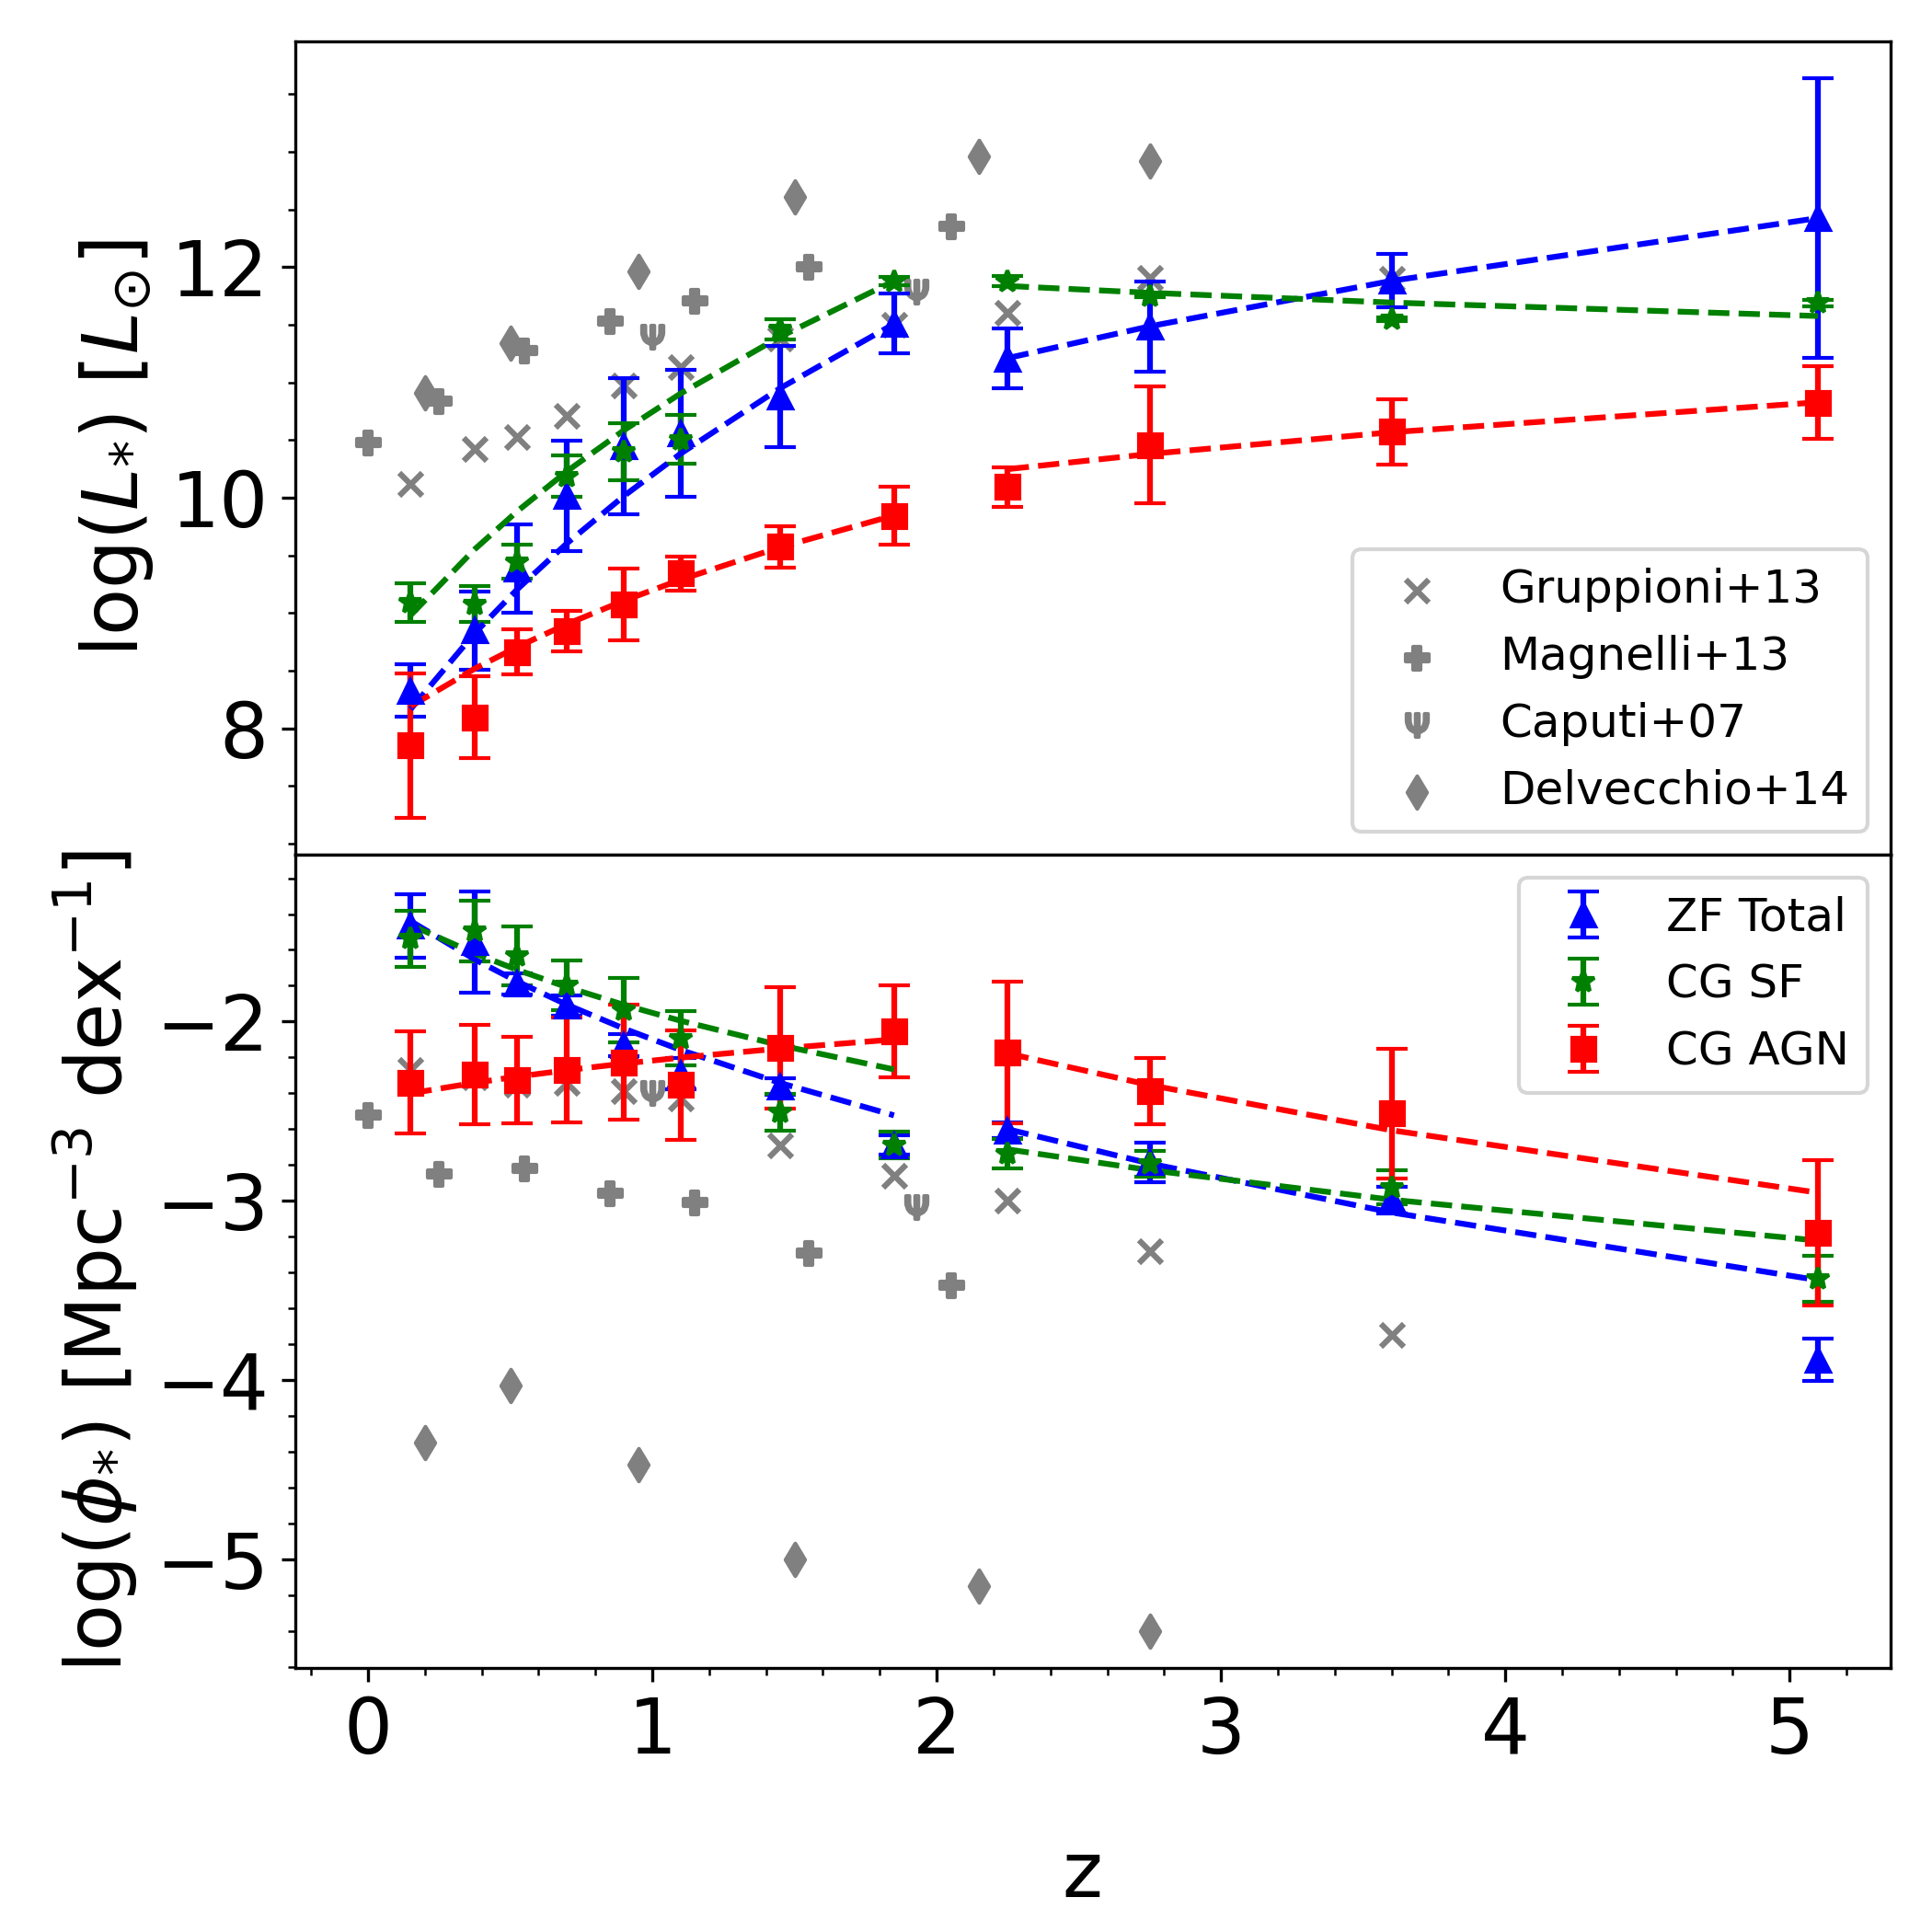 log(L*) [L⊙]
12
10
8
Gruppioni+13
Magnelli+13
Caputi+07
Delvecchio+14
log(ϕ*) [Mpc⁻³ dex⁻¹]
−2
−3
−4
−5
ZF Total
CG SF
CG AGN
0 1 2 3 4 5
z